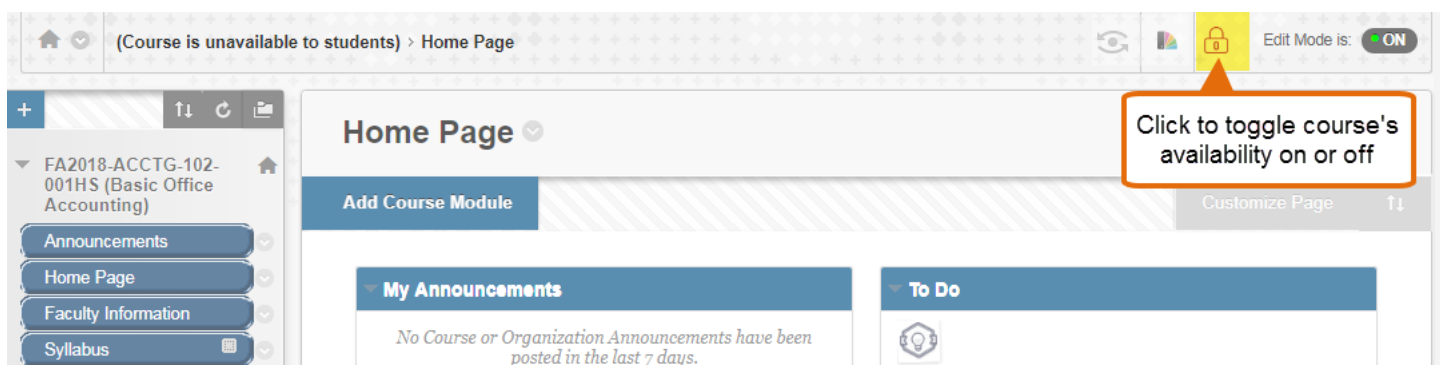 (Course is unavailable to students) > Home Page
Edit Mode is: ON
Click to toggle course's
availability on or off
Home Page
FA2018-ACCTG-102-
001HS (Basic Office
Accounting)
Add Course Module
Customize Page
Announcements
Home Page
Faculty Information
Syllabus
My Announcements
No Course or Organization Announcements have been
posted in the last 7 days.
To Do